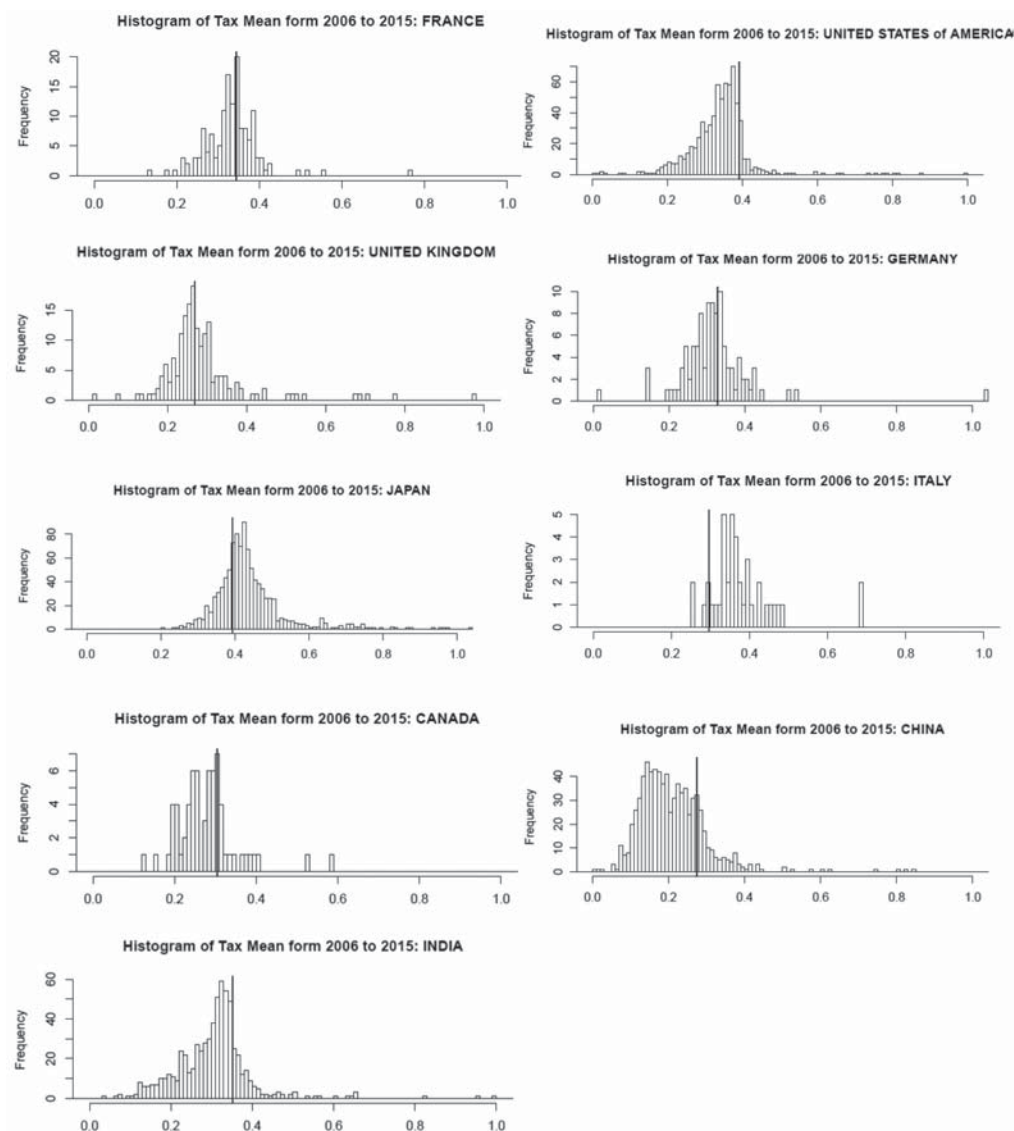 Histogram of Tax Mean form 2006 to 2015: FRANCE
Frequency
20
15
10
5
0
0.0 0.2 0.4 0.6 0.8 1.0
Histogram of Tax Mean form 2006 to 2015: UNITED STATES of AMERICA
Frequency
60
40
20
0
0.0 0.2 0.4 0.6 0.8 1.0
Histogram of Tax Mean form 2006 to 2015: UNITED KINGDOM
Frequency
15
10
5
0
0.0 0.2 0.4 0.6 0.8 1.0
Histogram of Tax Mean form 2006 to 2015: GERMANY
Frequency
10
8
6
4
2
0
0.0 0.2 0.4 0.6 0.8 1.0
Histogram of Tax Mean form 2006 to 2015: JAPAN
Frequency
80
60
40
20
0
0.0 0.2 0.4 0.6 0.8 1.0
Histogram of Tax Mean form 2006 to 2015: ITALY
Frequency
5
4
3
2
1
0
0.0 0.2 0.4 0.6 0.8 1.0
Histogram of Tax Mean form 2006 to 2015: CANADA
Frequency
6
4
2
0
0.0 0.2 0.4 0.6 0.8 1.0
Histogram of Tax Mean form 2006 to 2015: CHINA
Frequency
40
30
20
10
0
0.0 0.2 0.4 0.6 0.8 1.0
Histogram of Tax Mean form 2006 to 2015: INDIA
Frequency
60
40
20
0
0.0 0.2 0.4 0.6 0.8 1.0